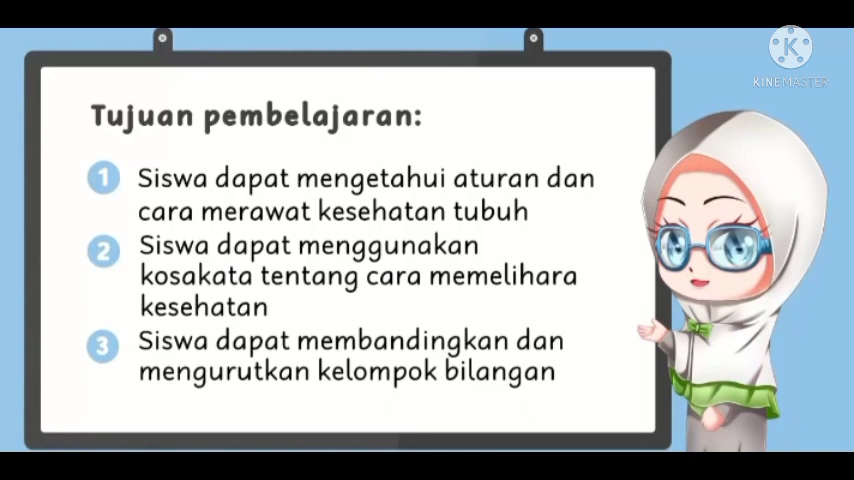 KINEMASTER
Tujuan pembelajaran:
1 Siswa dapat mengetahui aturan dan
cara merawat kesehatan tubuh
2 Siswa dapat menggunakan
kosakata tentang cara memelihara
kesehatan
3 Siswa dapat membandingkan dan
mengurutkan kelompok bilangan